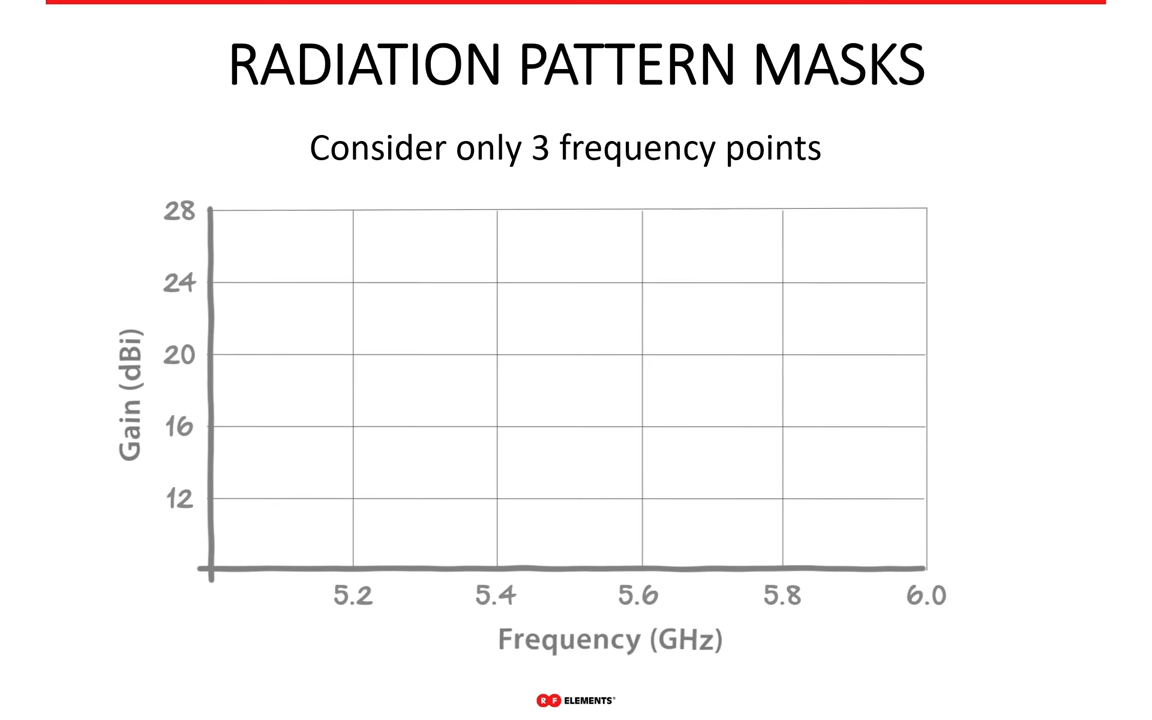 RADIATION PATTERN MASKS
Consider only 3 frequency points
28
24
20
16
12
Gain (dBi)
5.2 5.4 5.6 5.8 6.0
Frequency (GHz)
RF ELEMENTS®